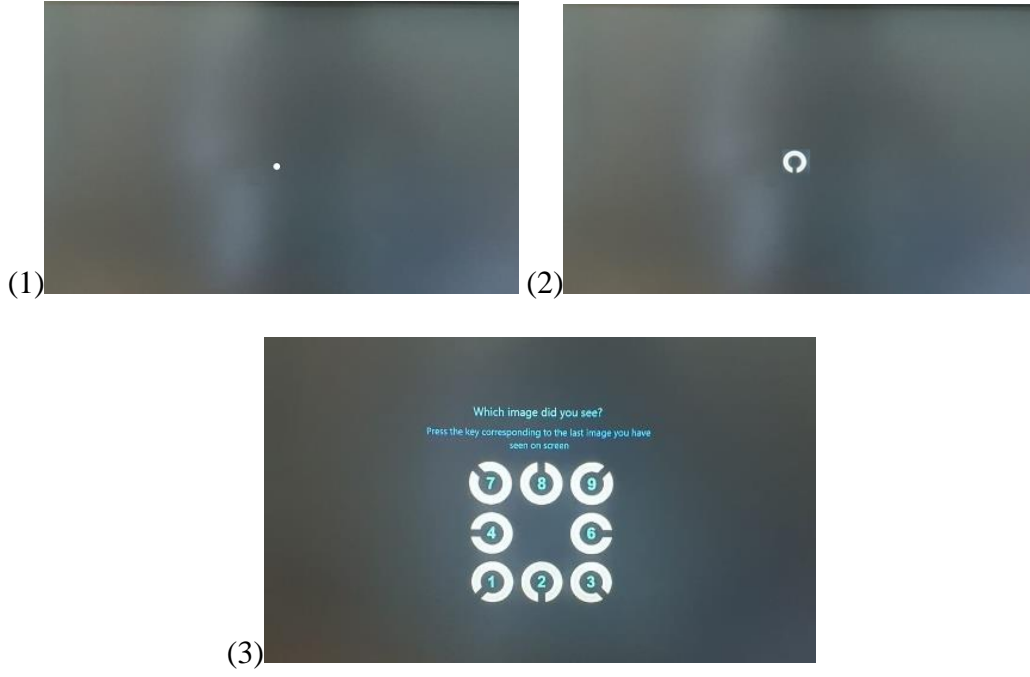 (1)
(2)
Which image did you see?
Press the key corresponding to the last image you have
seen on screen
7 8 9
4 6
1 2 3
(3)